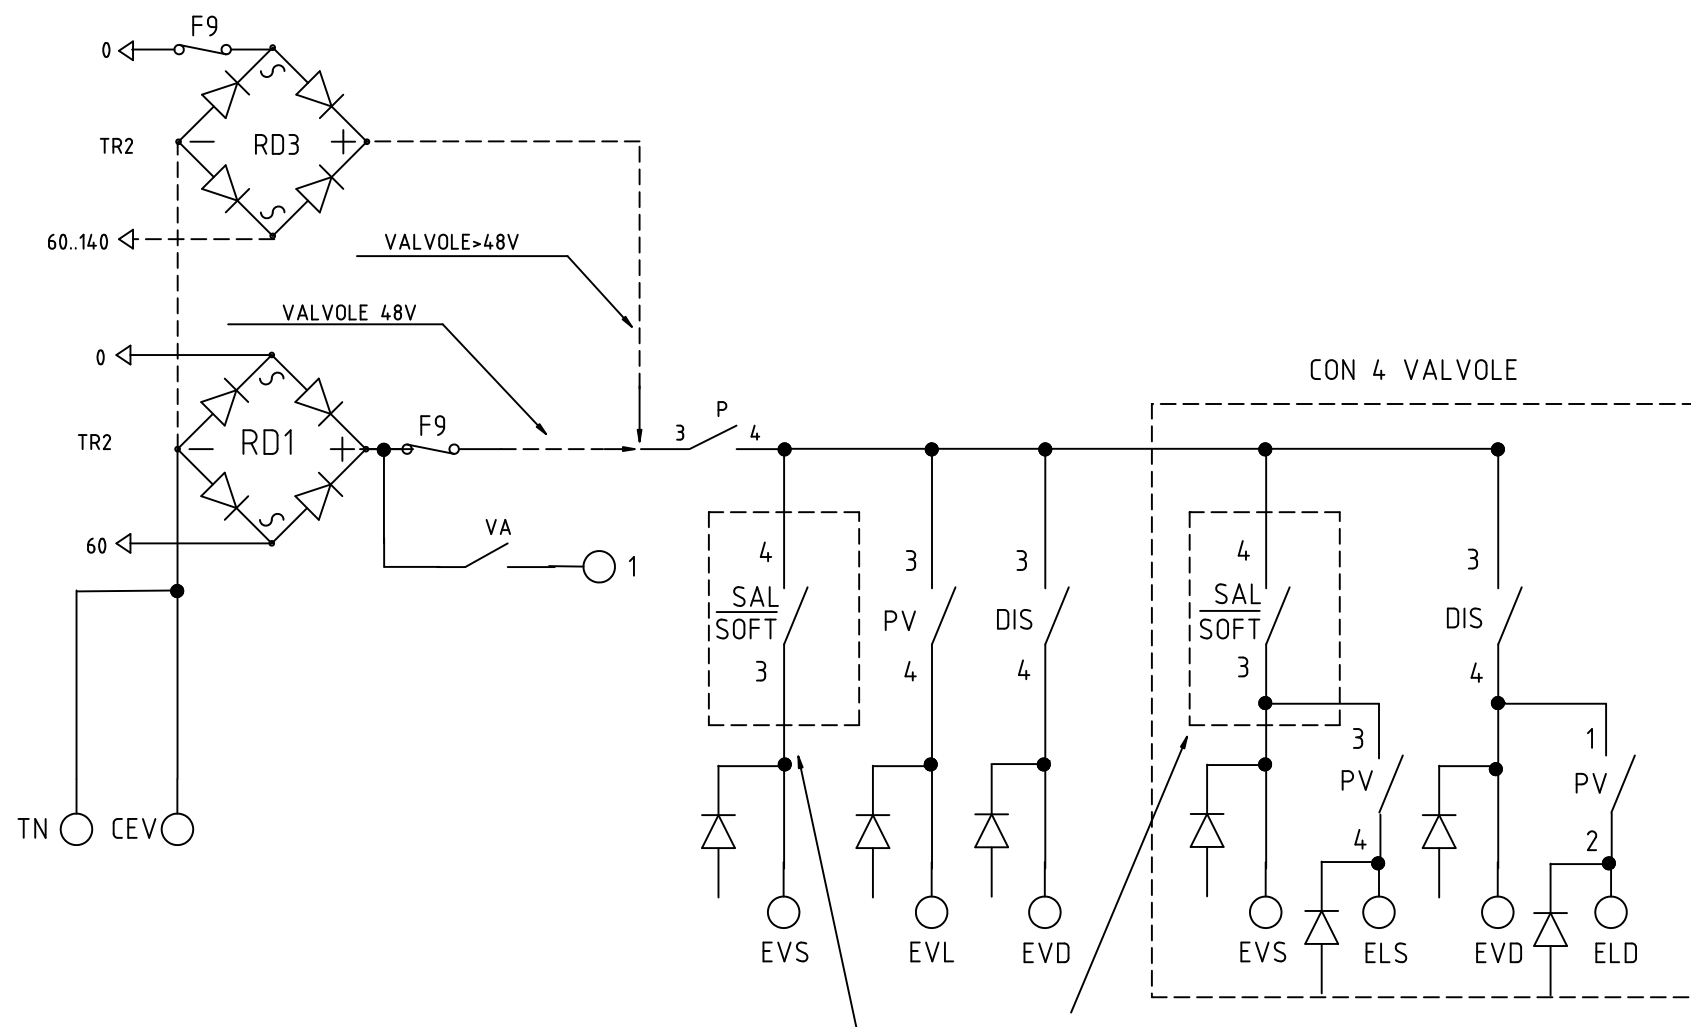 F9
0
TR2
RD3
60..140
VALVOLE>48V
VALVOLE 48V
0
CON 4 VALVOLE
TR2
RD1
F9
3
P
4
60
VA
1
4
SAL
SOFT
3
3
PV
4
3
DIS
4
4
SAL
SOFT
3
3
DIS
4
3
PV
4
1
PV
2
TN
CEV
EVS
EVL
EVD
EVS
ELS
EVD
ELD